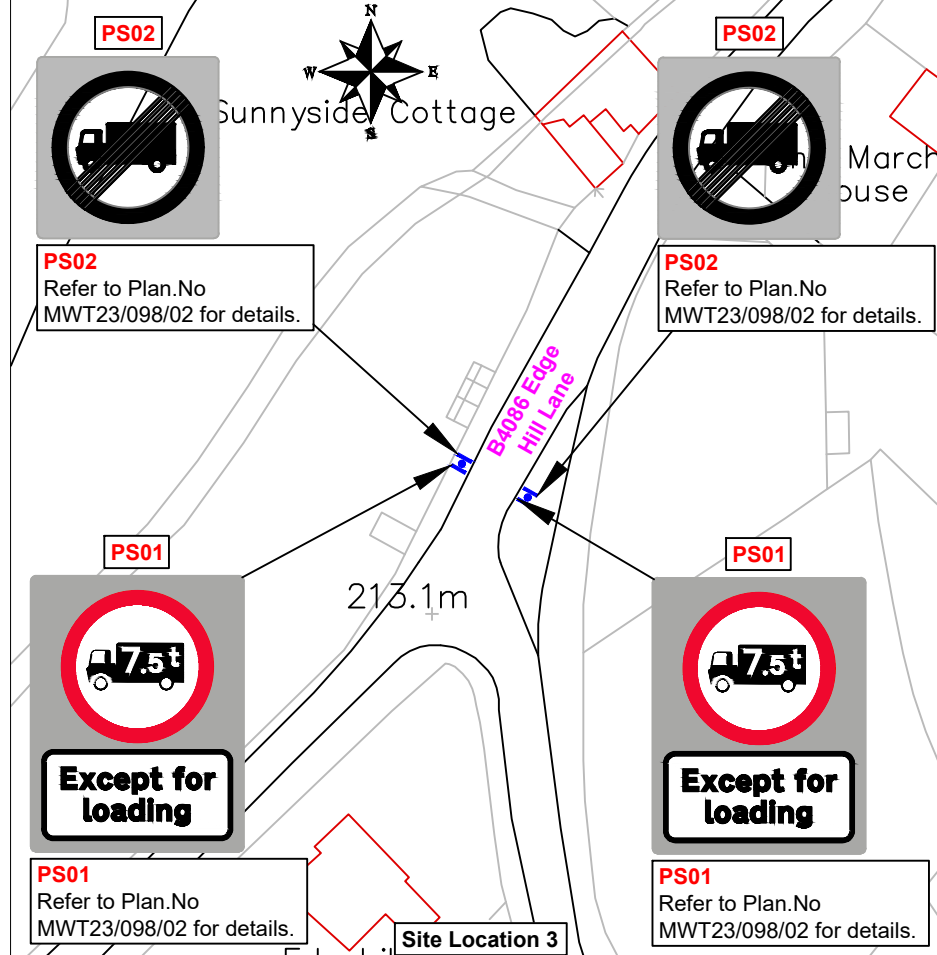 PS02
PS02
N
W
E
S
Sunnyside Cottage
March
ouse
PS02
Refer to Plan.No
MWT23/098/02 for details.
PS02
Refer to Plan.No
MWT23/098/02 for details.
B4086 Edge
Hill Lane
PS01
PS01
213.1m
7.5t
Except for
loading
7.5t
Except for
loading
PS01
Refer to Plan.No
MWT23/098/02 for details.
PS01
Refer to Plan.No
MWT23/098/02 for details.
Site Location 3